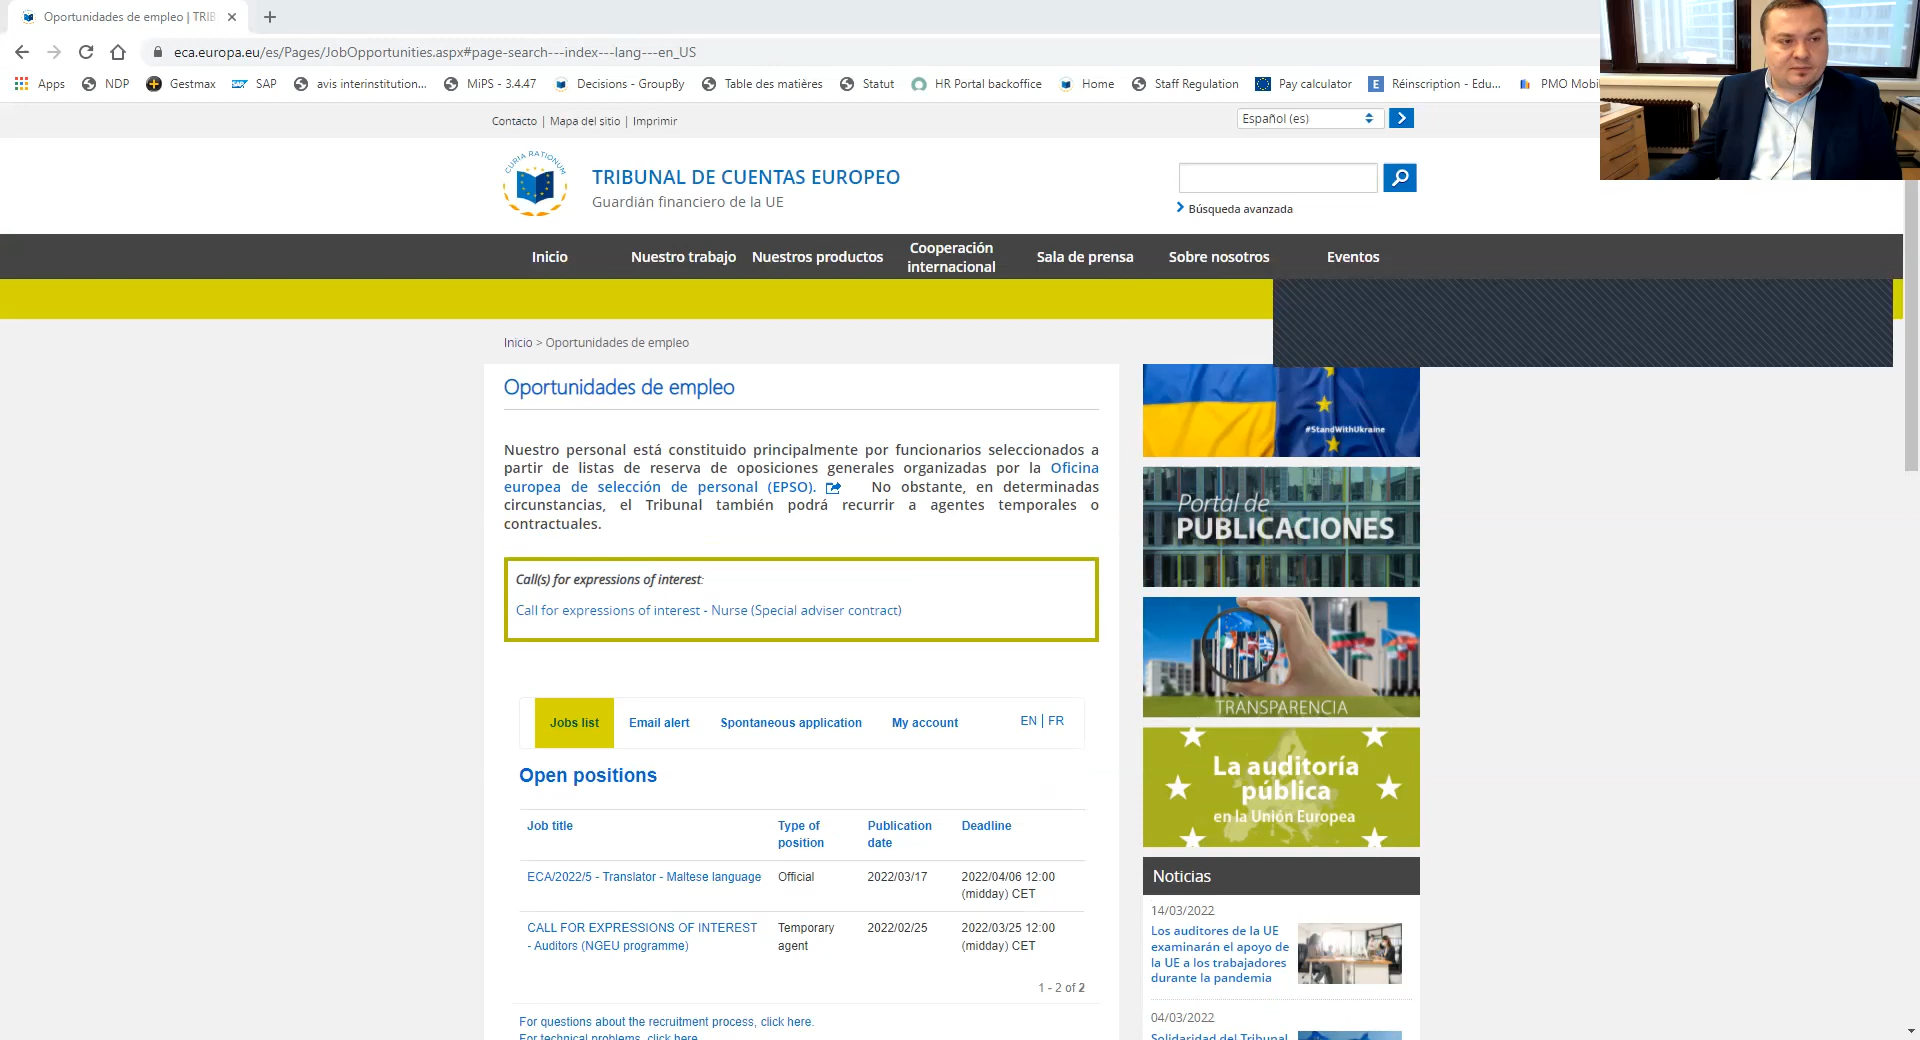 Oportunidades de empleo | TRIB
eca.europa.eu/es/Pages/JobOpportunities.aspx#page-search---index---lang---en_US
Apps NDP Gestmax SAP avis interinstitution... MiPS - 3.4.47 Decisions - GroupBy Table des matières Statut HR Portal backoffice Home Staff Regulation Pay calculator Réinscription - Edu... PMO Mobi
Contacto | Mapa del sitio | Imprimir
Español (es)
CURIA RATIONUM
TRIBUNAL DE CUENTAS EUROPEO
Guardián financiero de la UE
Búsqueda avanzada
Inicio Nuestro trabajo Nuestros productos Cooperación internacional Sala de prensa Sobre nosotros Eventos
Inicio > Oportunidades de empleo
Oportunidades de empleo
Nuestro personal está constituido principalmente por funcionarios seleccionados a
partir de listas de reserva de oposiciones generales organizadas por la Oficina
europea de selección de personal (EPSO). No obstante, en determinadas
circunstancias, el Tribunal también podrá recurrir a agentes temporales o
contractuales.
Call(s) for expressions of interest:
Call for expressions of interest - Nurse (Special adviser contract)
Jobs list Email alert Spontaneous application My account EN | FR
Open positions
Job title Type of position Publication date Deadline
ECA/2022/5 - Translator - Maltese language Official 2022/03/17 2022/04/06 12:00
(midday) CET
CALL FOR EXPRESSIONS OF INTEREST Temporary 2022/02/25 2022/03/25 12:00
- Auditors (NGEU programme) agent (midday) CET
1 - 2 of 2
For questions about the recruitment process, click here.
For technical problems, click here.
#StandWithUkraine
Portal de
PUBLICACIONES
TRANSPARENCIA
La auditoría
pública
en la Unión Europea
Noticias
14/03/2022
Los auditores de la UE
examinarán el apoyo de
la UE a los trabajadores
durante la pandemia
04/03/2022
Solidaridad del Tribunal